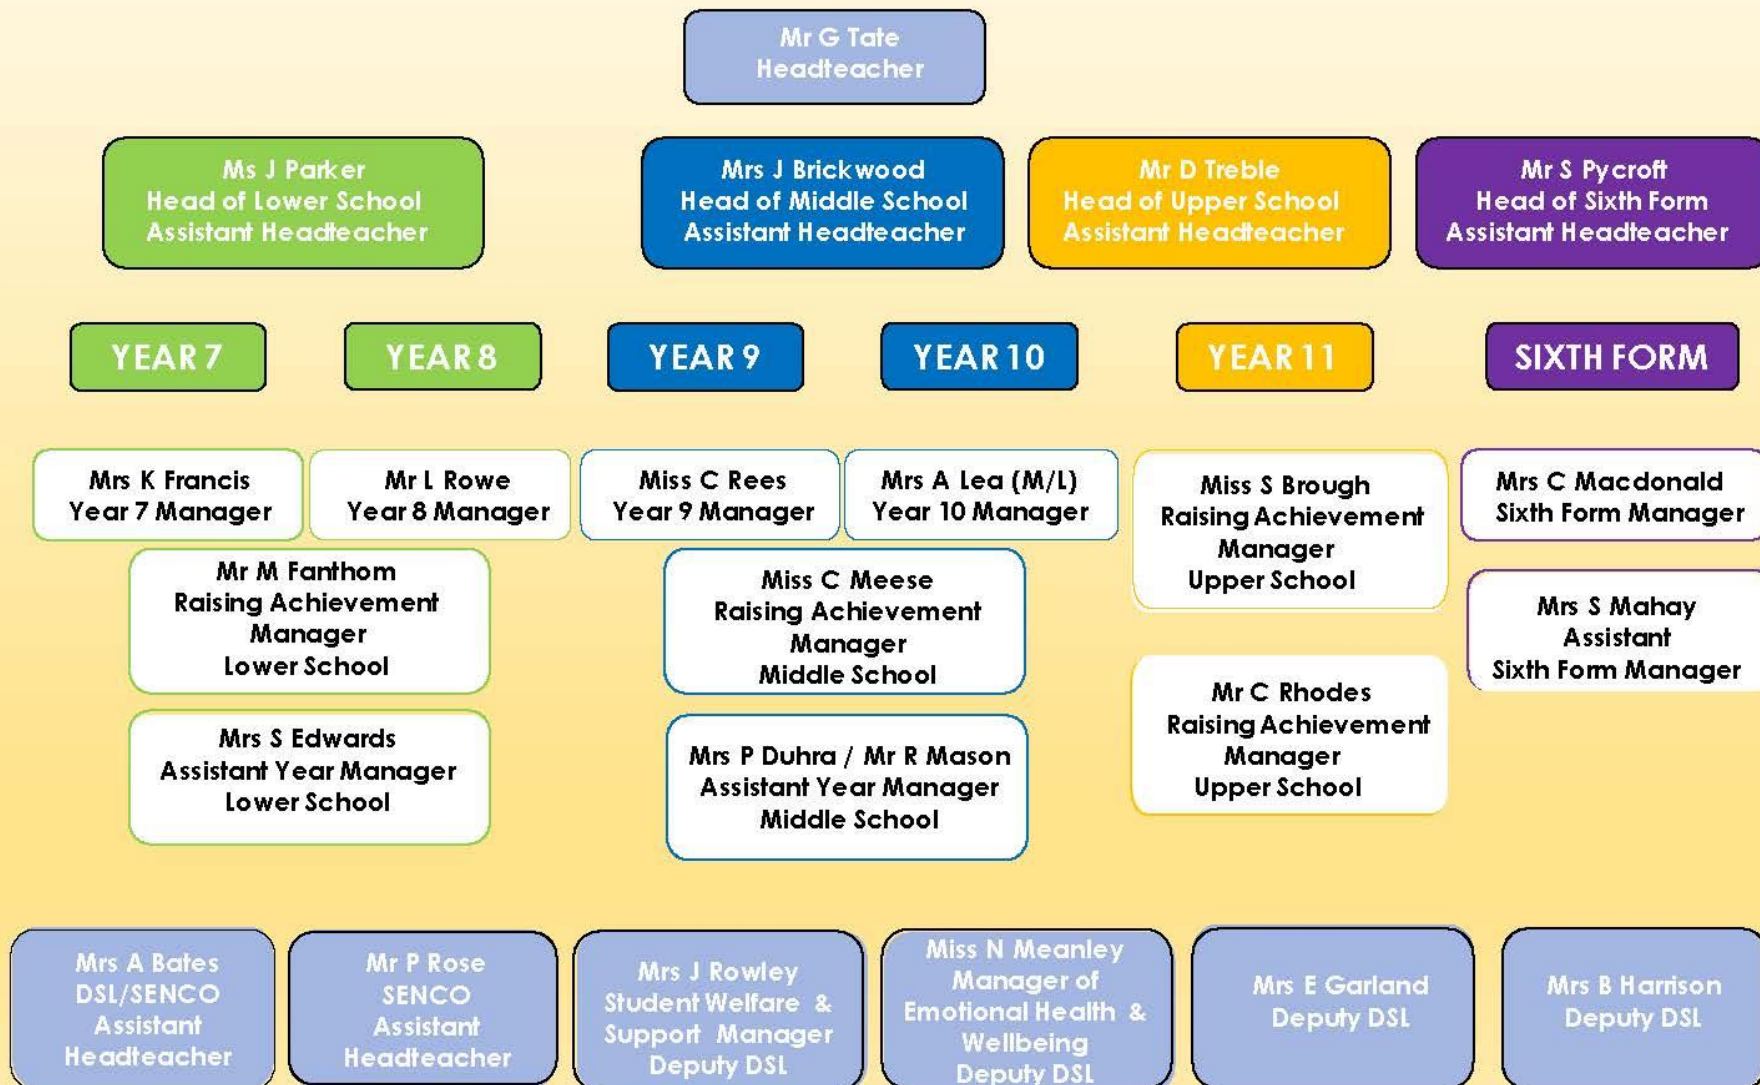 Mr G Tate
Headteacher
Ms J Parker
Head of Lower School
Assistant Headteacher
Mrs J Brickwood
Head of Middle School
Assistant Headteacher
Mr D Treble
Head of Upper School
Assistant Headteacher
Mr S Pycroft
Head of Sixth Form
Assistant Headteacher
YEAR 7
YEAR 8
YEAR 9
YEAR 10
YEAR 11
SIXTH FORM
Mrs K Francis
Year 7 Manager
Mr L Rowe
Year 8 Manager
Miss C Rees
Year 9 Manager
Mrs A Lea (M/L)
Year 10 Manager
Miss S Brough
Raising Achievement
Manager
Upper School
Mrs C Macdonald
Sixth Form Manager
Mr M Fanthom
Raising Achievement
Manager
Lower School
Miss C Meese
Raising Achievement
Manager
Middle School
Mrs S Mahay
Assistant
Sixth Form Manager
Mr C Rhodes
Raising Achievement
Manager
Upper School
Mrs S Edwards
Assistant Year Manager
Lower School
Mrs P Duhra / Mr R Mason
Assistant Year Manager
Middle School
Mrs A Bates
DSL/SENCO
Assistant
Headteacher
Mr P Rose
SENCO
Assistant
Headteacher
Mrs J Rowley
Student Welfare &
Support Manager
Deputy DSL
Miss N Meanley
Manager of
Emotional Health &
Wellbeing
Deputy DSL
Mrs E Garland
Deputy DSL
Mrs B Harrison
Deputy DSL